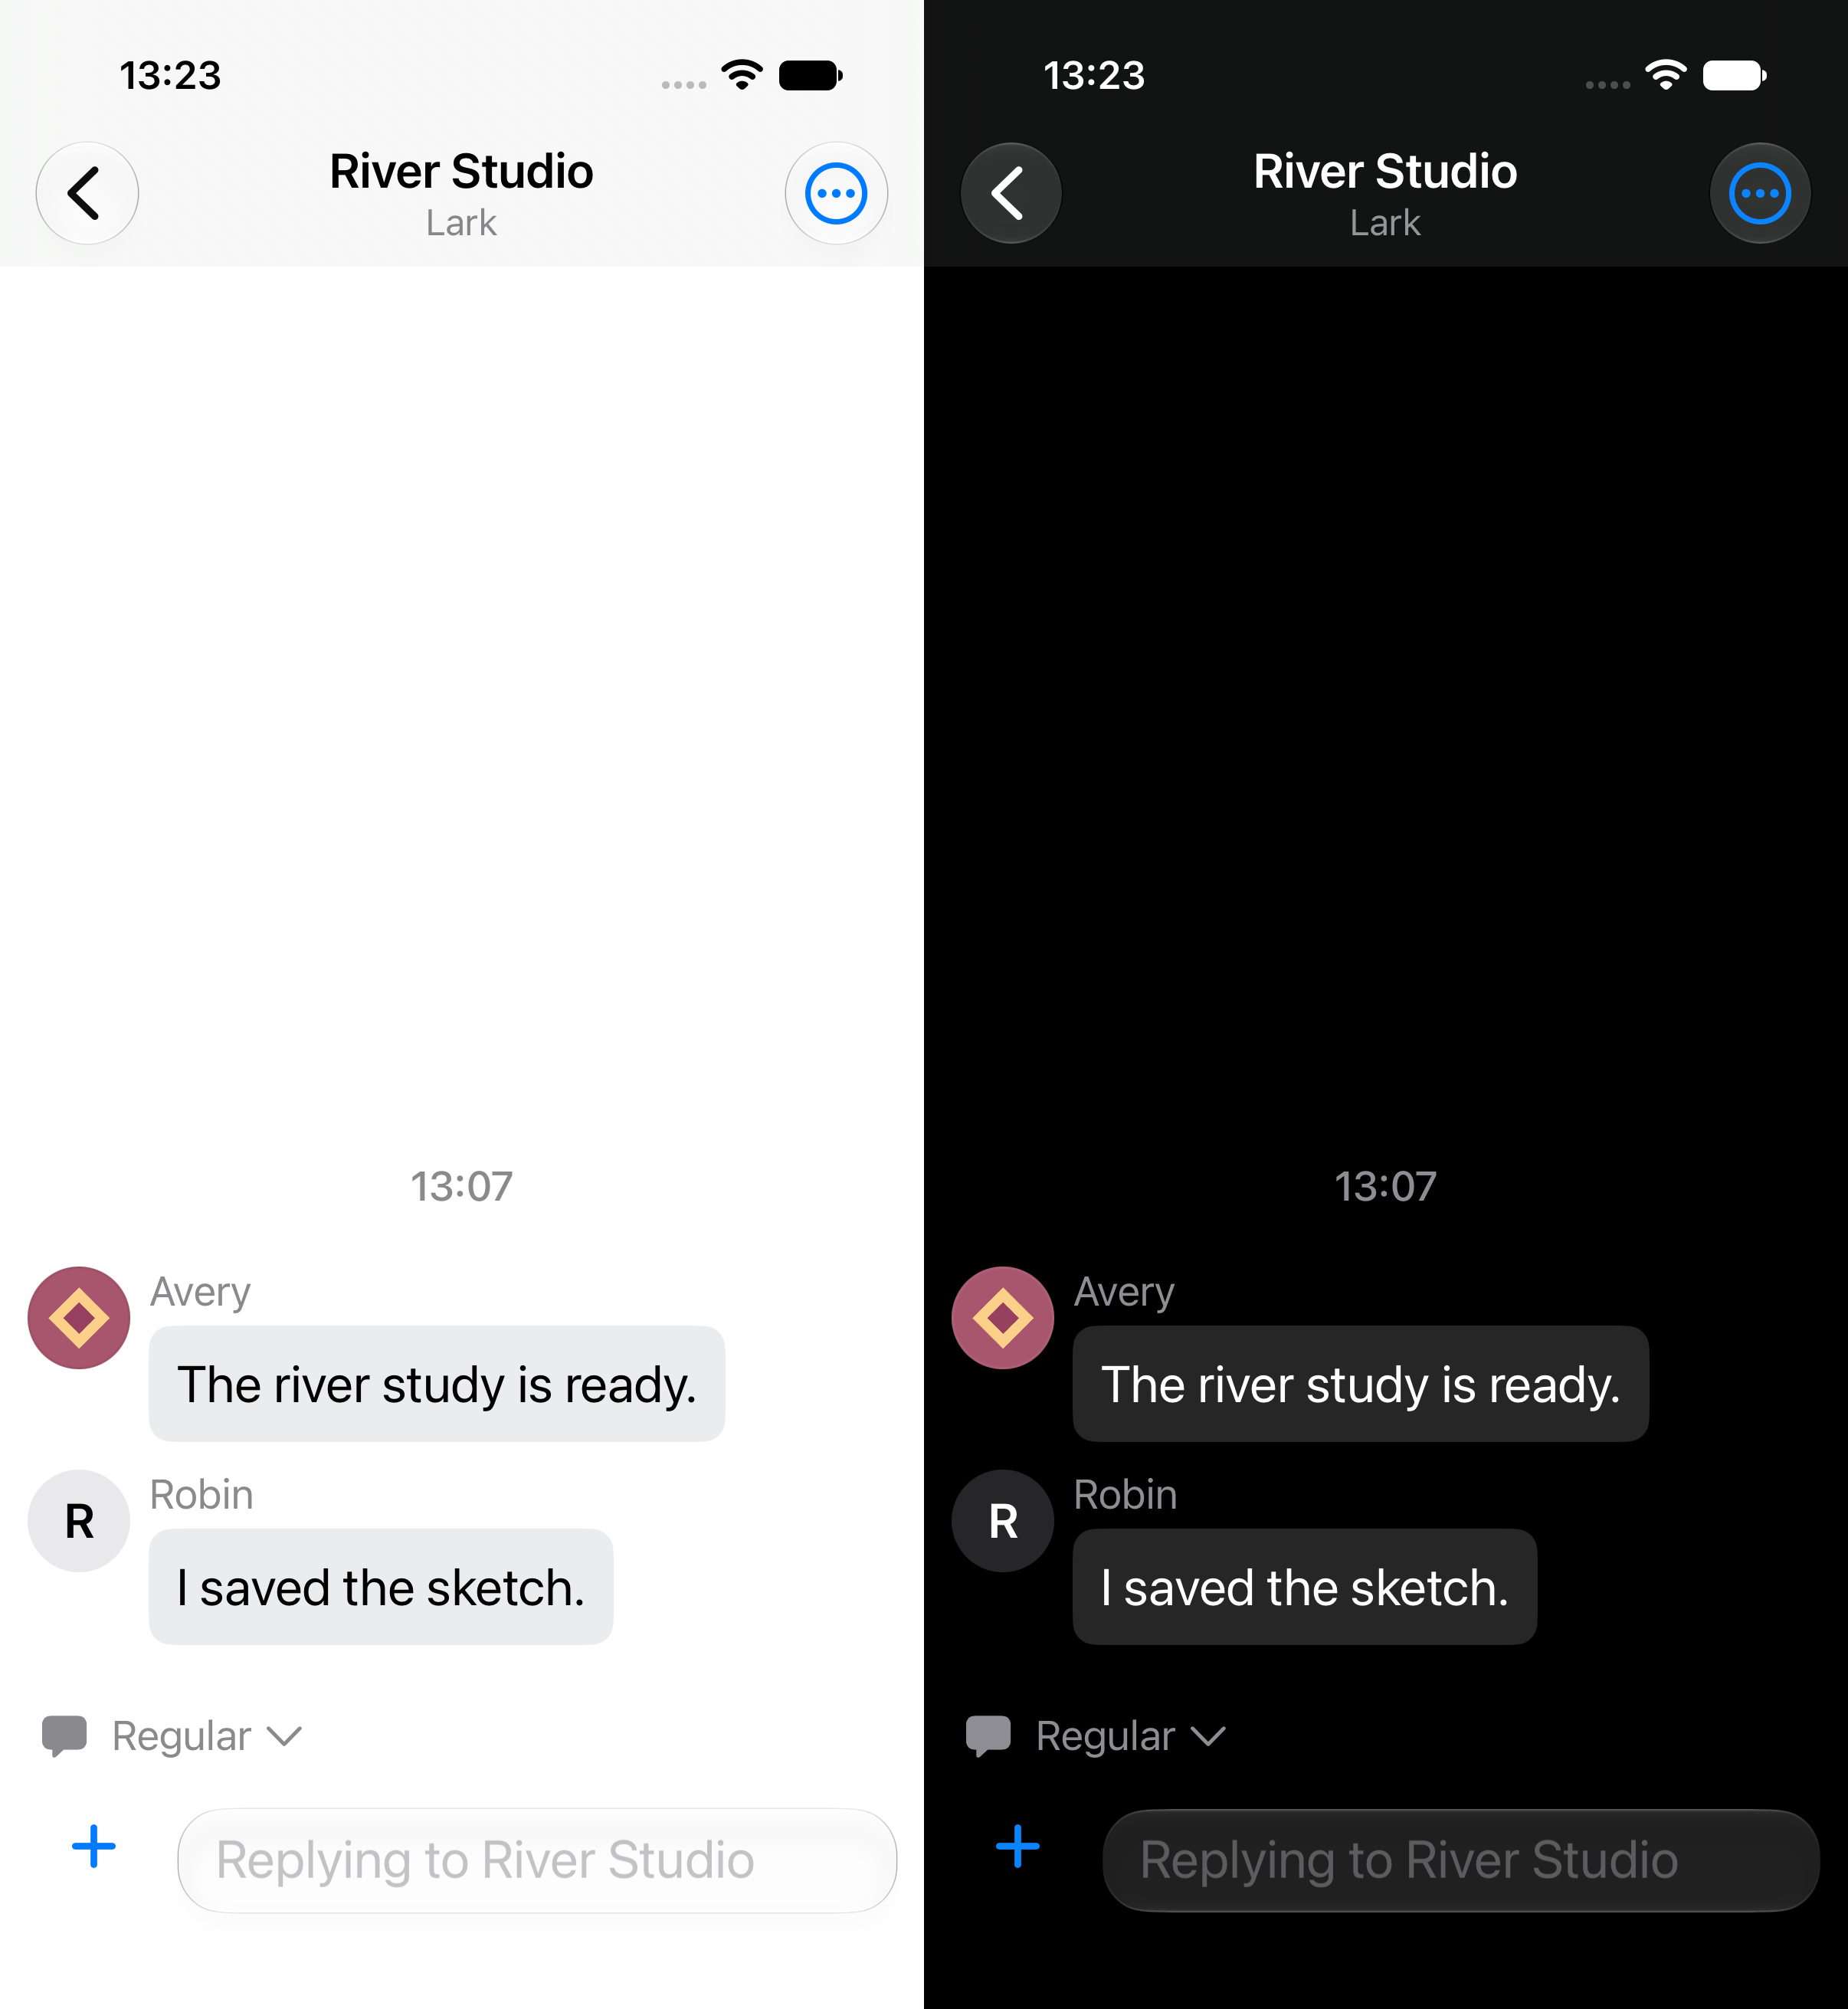 13:23
River Studio
Lark
13:07
Avery
The river study is ready.
R
Robin
I saved the sketch.
Regular
Replying to River Studio
13:23
River Studio
Lark
13:07
Avery
The river study is ready.
R
Robin
I saved the sketch.
Regular
Replying to River Studio